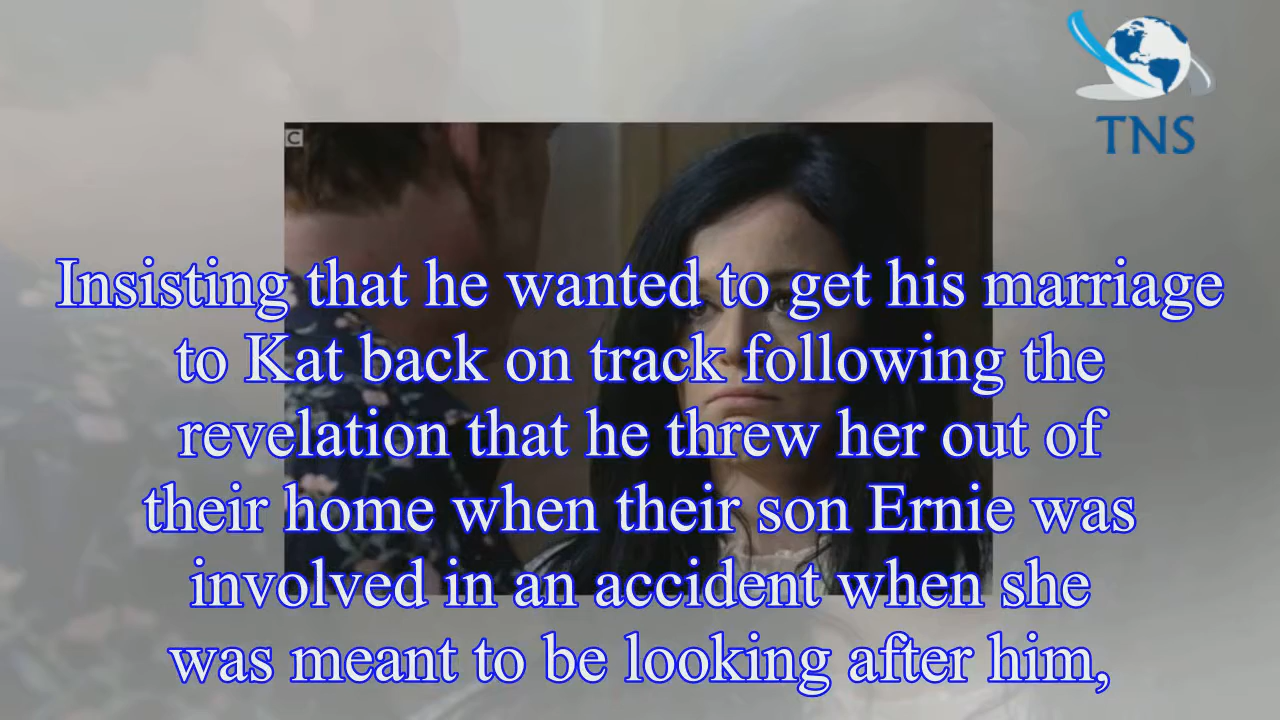 TNS
C
Insisting that he wanted to get his marriage
to Kat back on track following the
revelation that he threw her out of
their home when their son Ernie was
involved in an accident when she
was meant to be looking after him,